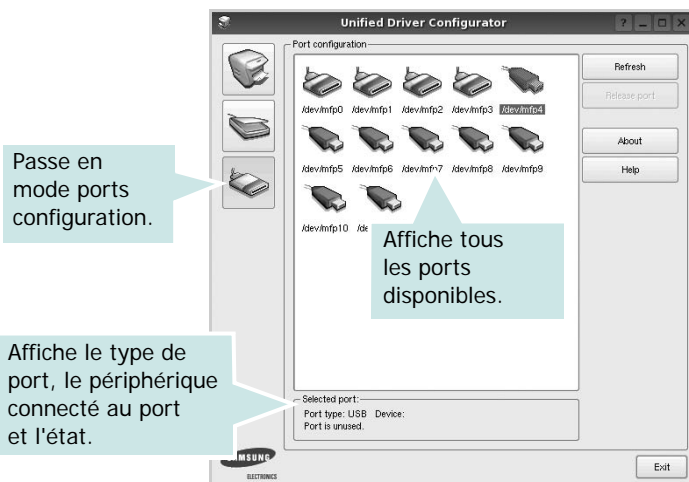 Unified Driver Configurator
Port configuration
/dev/mfp0 /dev/mfp1 /dev/mfp2 /dev/mfp3 /dev/mfp4
/dev/mfp5 /dev/mfp6 /dev/mfp7 /dev/mfp8 /dev/mfp9
/dev/mfp10
Refresh
Release port
About
Help
Passe en
mode ports
configuration.
Affiche tous
les ports
disponibles.
Affiche le type de
port, le périphérique
connecté au port
et l'état.
Selected port:
Port type: USB Device:
Port is unused.
ELECTRONICS
Exit